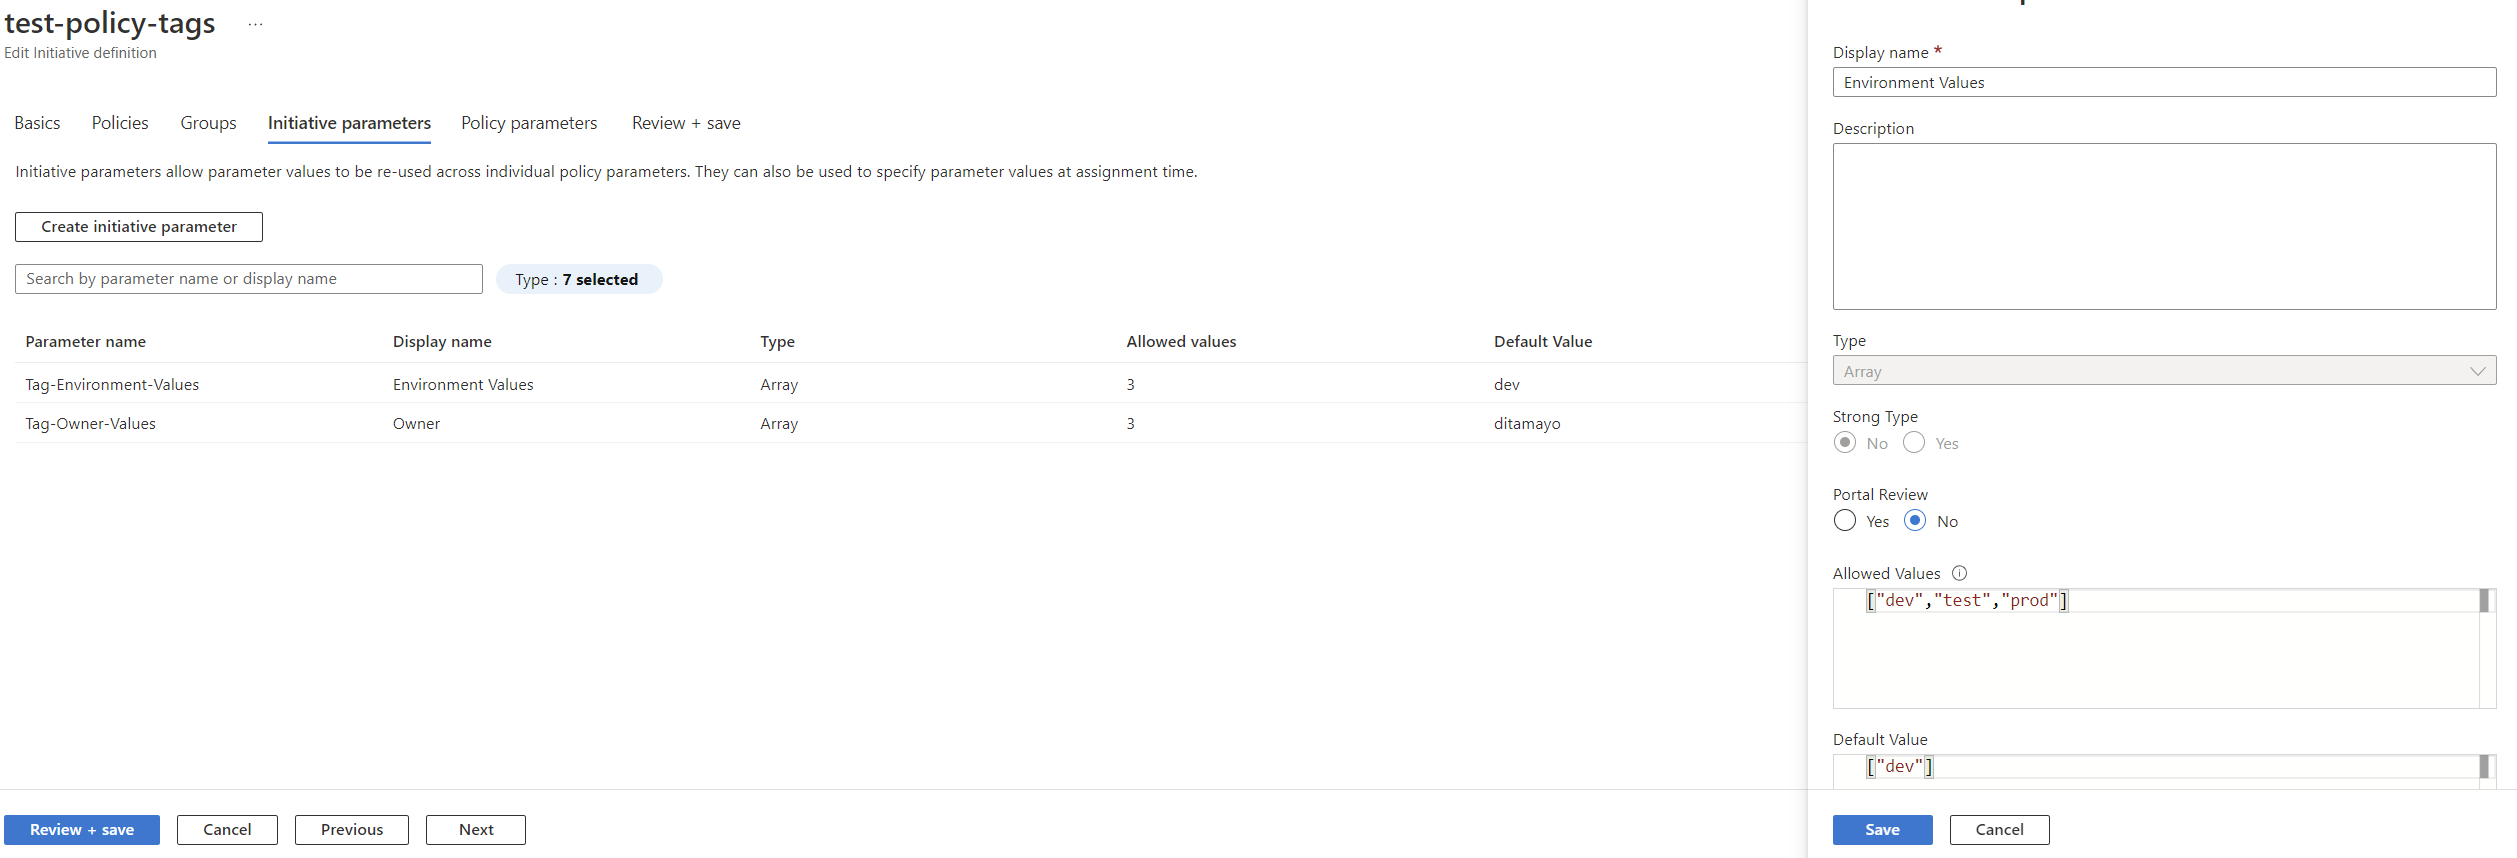 test-policy-tags ...
Edit Initiative definition
Basics Policies Groups Initiative parameters Policy parameters Review + save
Initiative parameters allow parameter values to be re-used across individual policy parameters. They can also be used to specify parameter values at assignment time.
Create initiative parameter
Search by parameter name or display name Type : 7 selected
Parameter name Display name Type Allowed values Default Value
Tag-Environment-Values Environment Values Array 3 dev
Tag-Owner-Values Owner Array 3 ditamayo
Review + save Cancel Previous Next
Display name *
Environment Values
Description
Type
Array
Strong Type
No Yes
Portal Review
Yes No
Allowed Values
["dev","test","prod"]
Default Value
["dev"]
Save Cancel